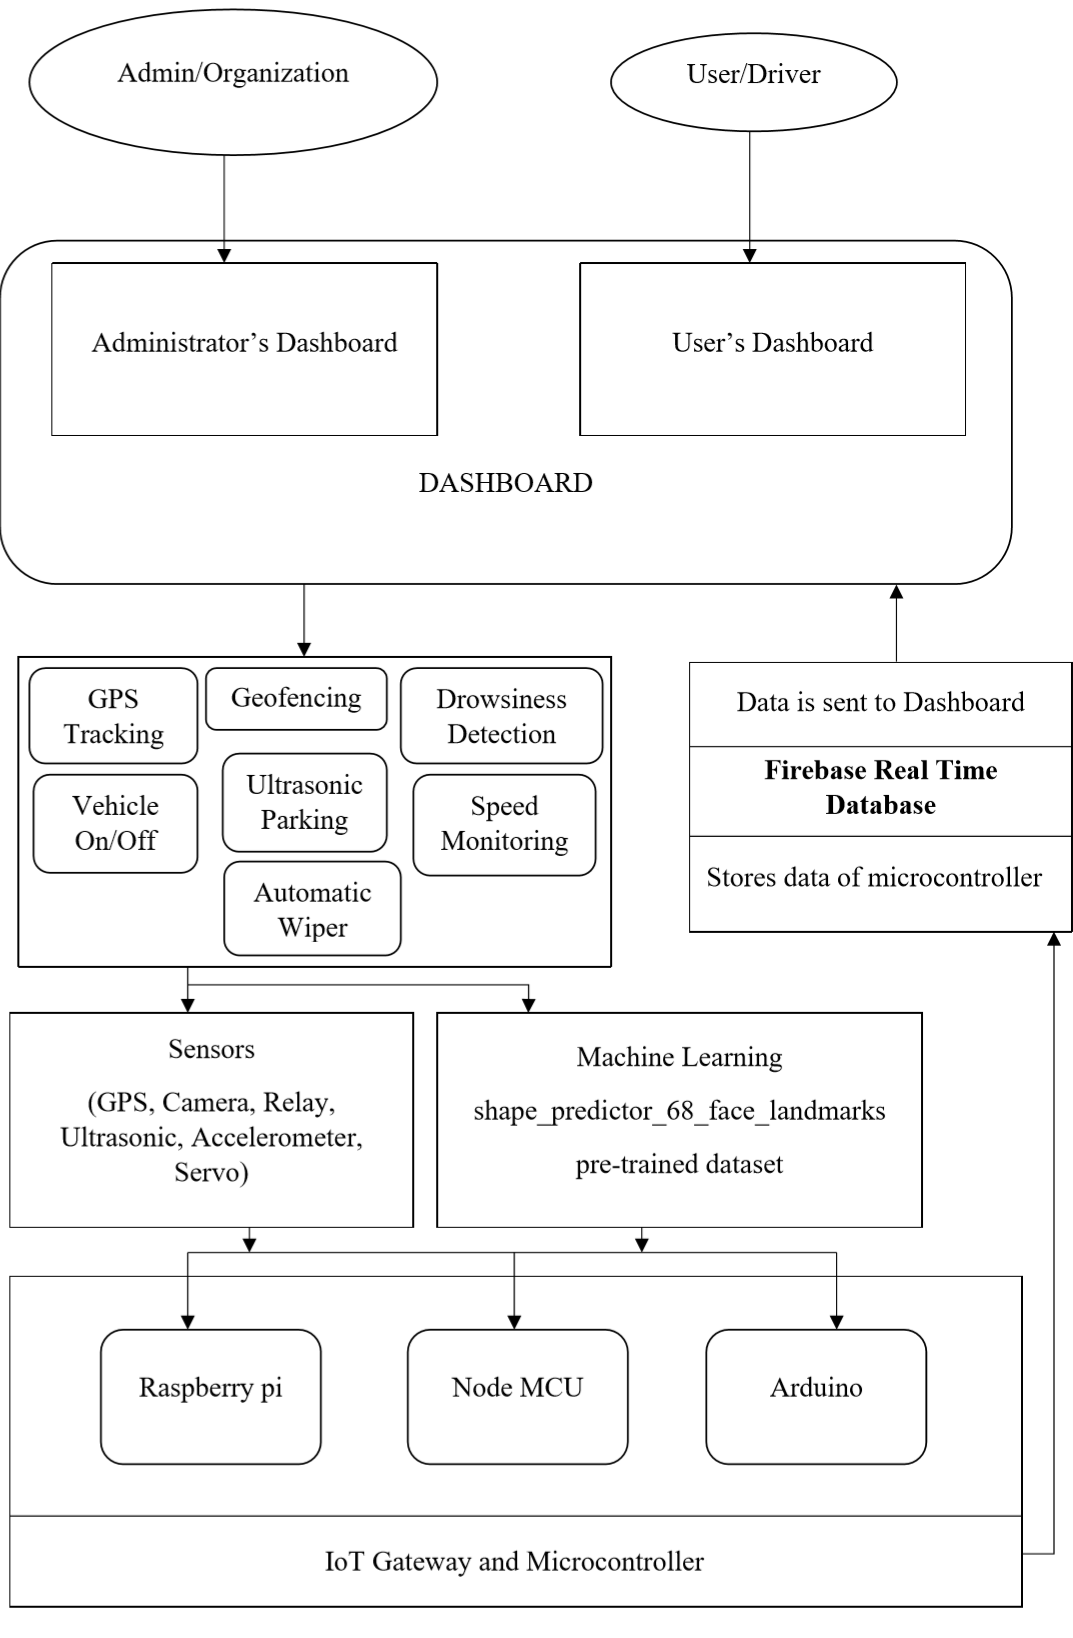 Admin/Organization
User/Driver
Administrator’s Dashboard
User’s Dashboard
DASHBOARD
GPS
Tracking
Geofencing
Drowsiness
Detection
Vehicle
On/Off
Ultrasonic
Parking
Speed
Monitoring
Automatic
Wiper
Data is sent to Dashboard
Firebase Real Time
Database
Stores data of microcontroller
Sensors
(GPS, Camera, Relay,
Ultrasonic, Accelerometer,
Servo)
Machine Learning
shape_predictor_68_face_landmarks
pre-trained dataset
Raspberry pi
Node MCU
Arduino
IoT Gateway and Microcontroller